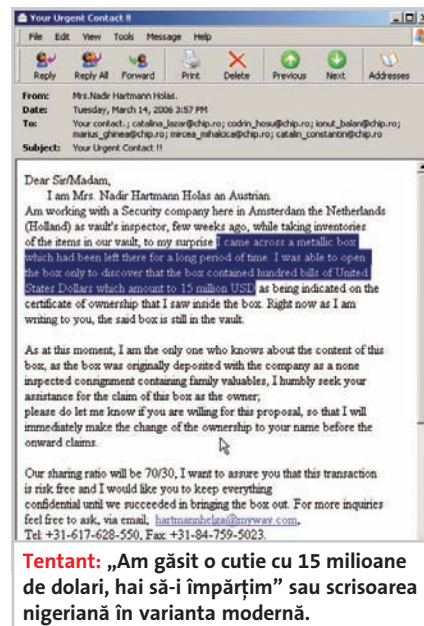 Your Urgent Contact !!
File Edit View Tools Message Help
Reply Reply All Forward Print Delete Previous Next Addresses
From: Mrs.Nadir Hartmann Holas.
Date: Tuesday, March 14, 2006 3:57 PM
To: Your contact.; catalina_lazar@chip.ro; codrin_hosu@chip.ro; ionut_balan@chip.ro;
marius_ghinea@chip.ro; mircea_mihalcica@chip.ro; catalin_constantin@chip.ro
Subject: Your Urgent Contact !!
Dear Sir/Madam,
I am Mrs. Nadir Hartmann Holas an Austrian.
Am working with a Security company here in Amsterdam the Netherlands
(Holland) as vault's inspector, few weeks ago, while taking inventories
of the items in our vault, to my surprise I came across a metallic box
which had been left there for a long period of time. I was able to open
the box only to discover that the box contained hundred bills of United
States Dollars which amount to 15 million USD as being indicated on the
certificate of ownership that I saw inside the box. Right now as I am
writing to you, the said box is still in the vault.
As at this moment, I am the only one who knows about the content of this
box, as the box was originally deposited with the company as a none
inspected consignment containing family valuables, I humbly seek your
assistance for the claim of this box as the owner;
please do let me know if you are willing for this proposal, so that I will
immediately make the change of the ownership to your name before the
onward claims.
Our sharing ratio will be 70/30, I want to assure you that this transaction
is risk free and I would like you to keep everything
confidential until we succeeded in bringing the box out. For more inquiries
feel free to ask, via email, hartmannhelga@myway.com,
Tel: +31-617-628-550, Fax: +31-84-759-5023.
Tentant: „Am găsit o cutie cu 15 milioane
de dolari, hai să-i împărțim” sau scrisoarea
nigeriană în varianta modernă.